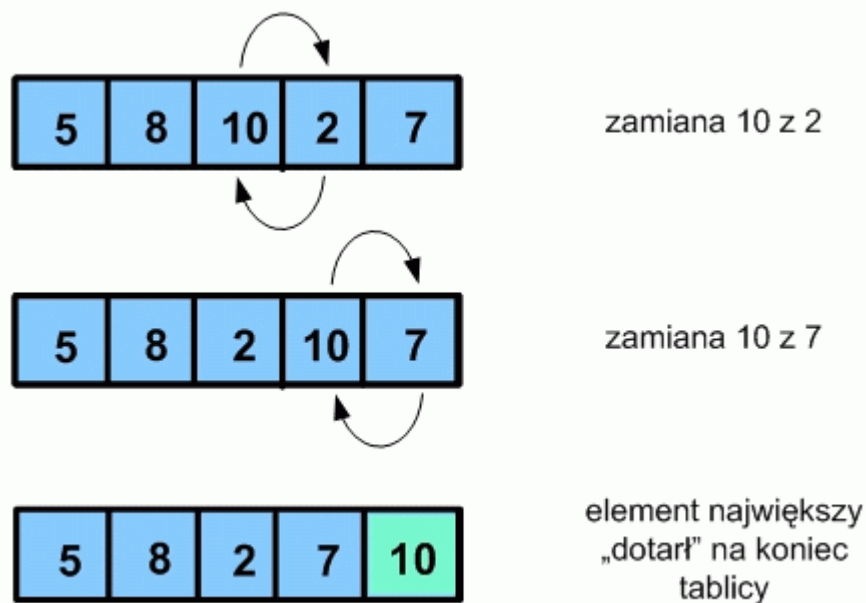 5 8 10 2 7
zamiana 10 z 2
5 8 2 10 7
zamiana 10 z 7
5 8 2 7 10
element największy
„dotarł” na koniec
tablicy